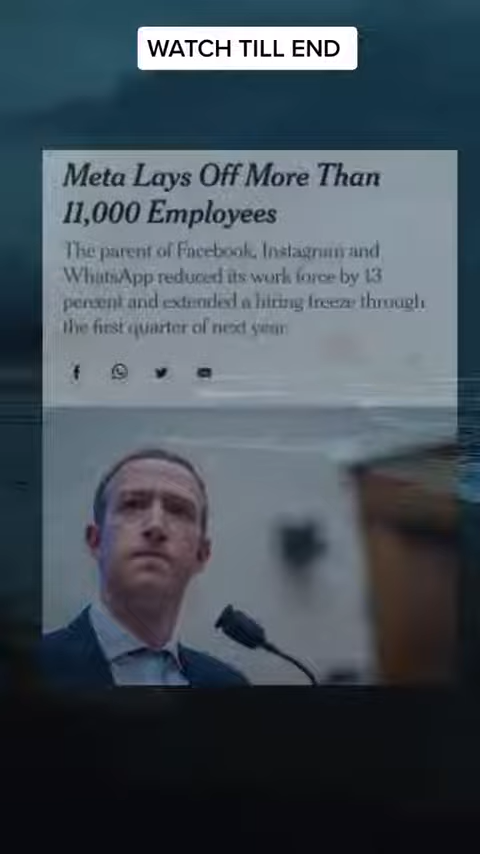 WATCH TILL END
Meta Lays Off More Than
11,000 Employees
The parent of Facebook, Instagram and
WhatsApp reduced its work force by 13
percent and extended a hiring freeze through
the first quarter of next year.